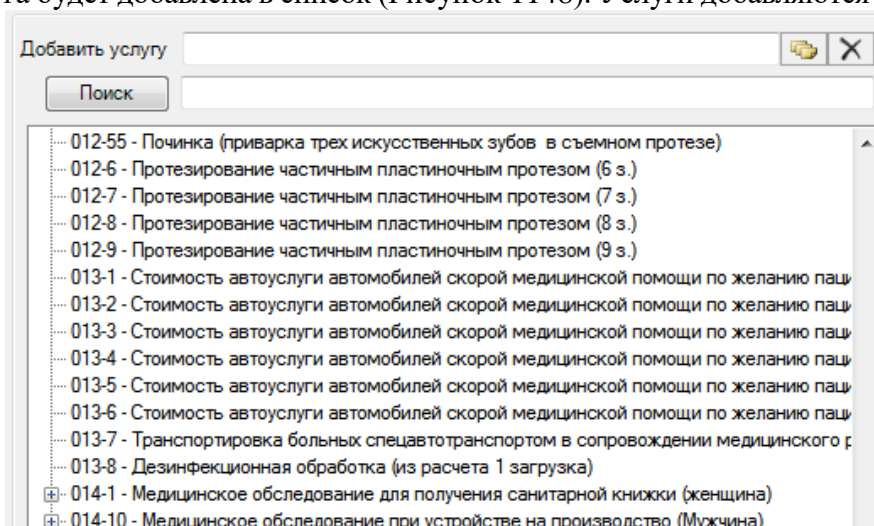 будет добавлена в список (Рисунок 1148). Услуги добавляются
Добавить услугу
Поиск
012-55 - Починка (приварка трех искусственных зубов в съемном протезе)
012-6 - Протезирование частичным пластиночным протезом (6 з.)
012-7 - Протезирование частичным пластиночным протезом (7 з.)
012-8 - Протезирование частичным пластиночным протезом (8 з.)
012-9 - Протезирование частичным пластиночным протезом (9 з.)
013-1 - Стоимость автоуслуги автомобилей скорой медицинской помощи по желанию паци
013-2 - Стоимость автоуслуги автомобилей скорой медицинской помощи по желанию паци
013-3 - Стоимость автоуслуги автомобилей скорой медицинской помощи по желанию паци
013-4 - Стоимость автоуслуги автомобилей скорой медицинской помощи по желанию паци
013-5 - Стоимость автоуслуги автомобилей скорой медицинской помощи по желанию паци
013-6 - Стоимость автоуслуги автомобилей скорой медицинской помощи по желанию паци
013-7 - Транспортировка больных спецавтотранспортом в сопровождении медицинского р
013-8 - Дезинфекционная обработка (из расчета 1 загрузка)
014-1 - Медицинское обследование для получения санитарной книжки (женщина)
014-10 - Медицинское обследование при устройстве на производство (Мужчина)